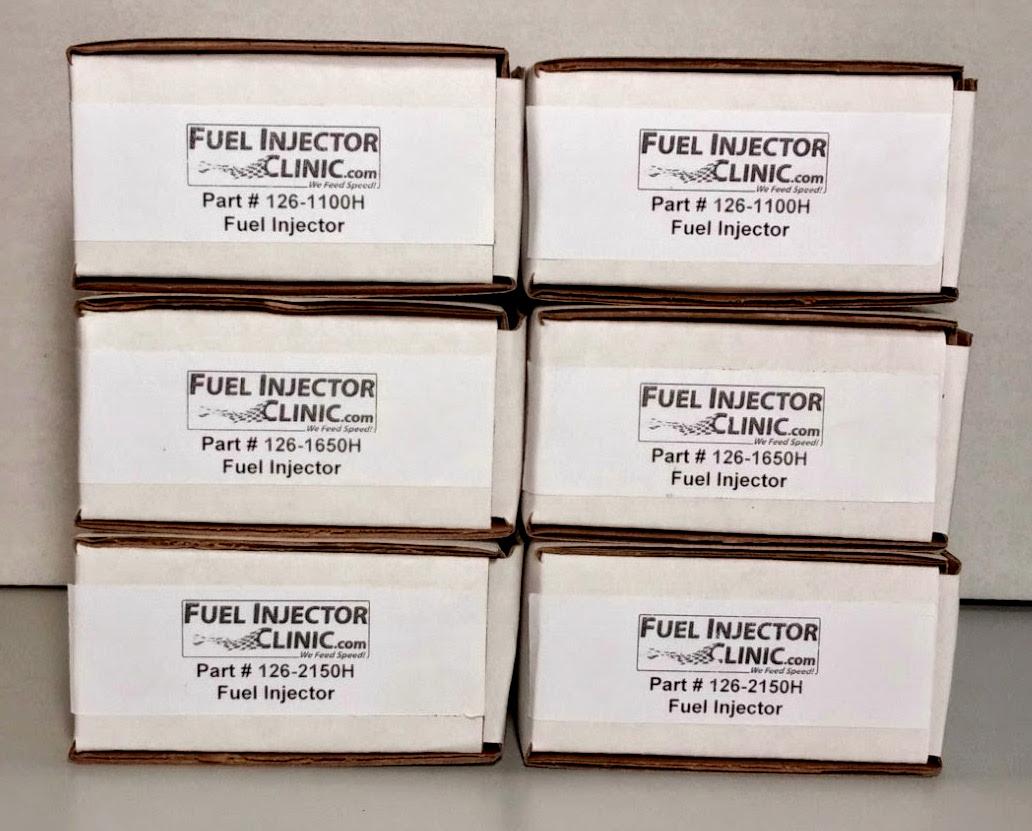 FUEL INJECTOR
CLINIC.com
We Feed Speed!
Part # 126-1100H
Fuel Injector
FUEL INJECTOR
CLINIC.com
We Feed Speed!
Part # 126-1100H
Fuel Injector
FUEL INJECTOR
CLINIC.com
We Feed Speed!
Part # 126-1650H
Fuel Injector
FUEL INJECTOR
CLINIC.com
We Feed Speed!
Part # 126-1650H
Fuel Injector
FUEL INJECTOR
CLINIC.com
We Feed Speed!
Part # 126-2150H
Fuel Injector
FUEL INJECTOR
CLINIC.com
We Feed Speed!
Part # 126-2150H
Fuel Injector